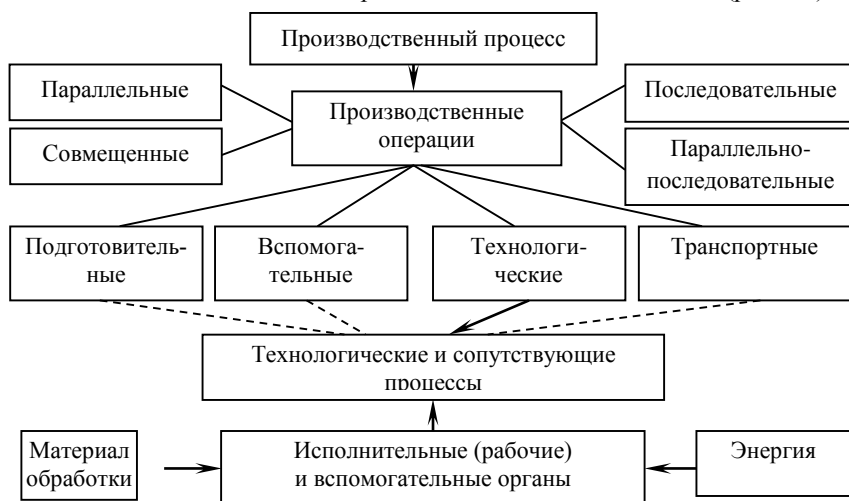 Производственный процесс
Параллельные
Последовательные
Производственные
операции
Совмещенные
Параллельно-
последовательные
Подготовитель-
ные
Вспомога-
тельные
Технологи-
ческие
Транспортные
Технологические и сопутствующие
процессы
Материал
обработки
Исполнительные (рабочие)
и вспомогательные органы
Энергия